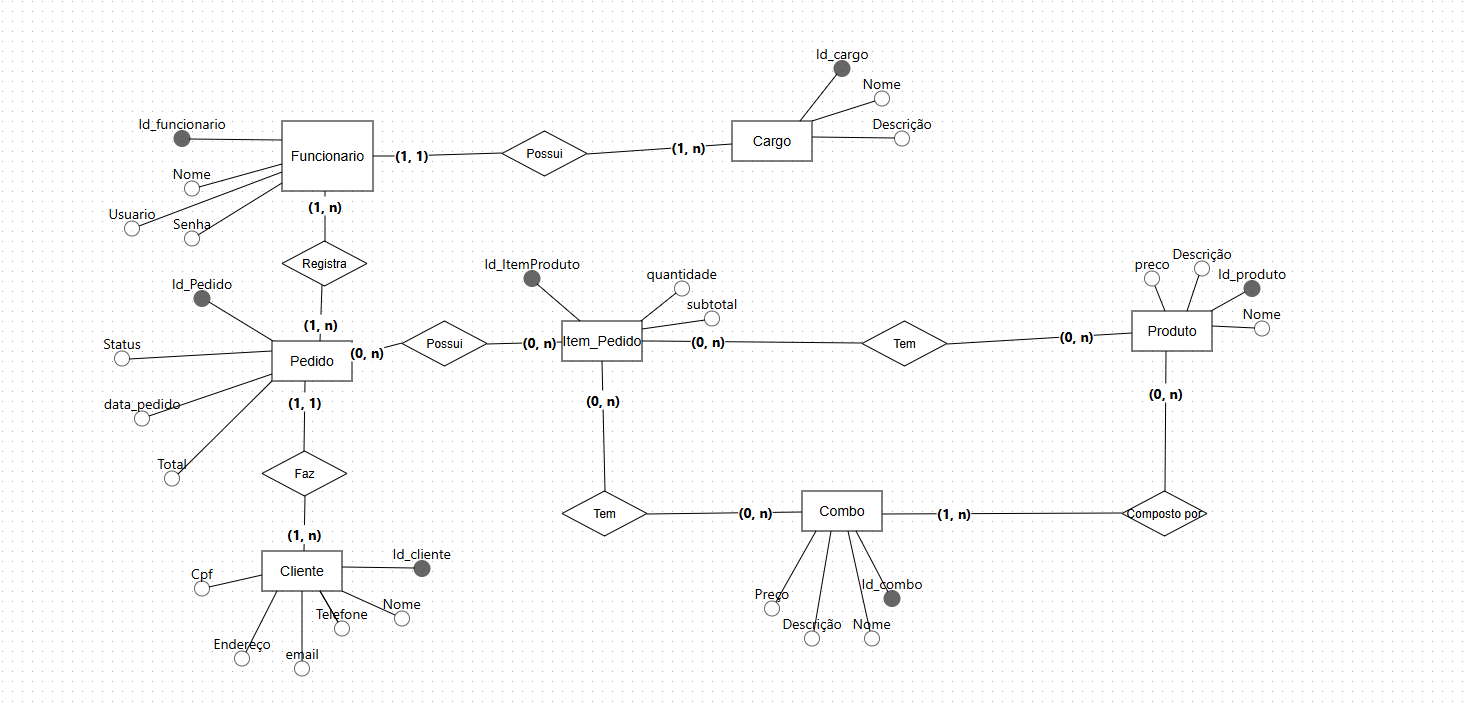 Id_cargo
Nome
Descrição
Cargo
Id_funcionario
Funcionario
(1, 1)
Possui
(1, n)
Nome
Usuario
Senha
(1, n)
Registra
(1, n)
Id_Pedido
Status
Pedido
data_pedido
Total
(0, n)
Possui
(0, n)
Id_ItemProduto
quantidade
subtotal
Item_Pedido
(0, n)
Tem
(0, n)
preco
Descrição
Id_produto
Nome
Produto
(0, n)
(1, 1)
Faz
(1, n)
Cliente
Id_cliente
Cpf
Nome
Telefone
Endereço
email
(0, n)
Tem
(0, n)
Combo
(1, n)
Composto por
Preço
Id_combo
Descrição
Nome